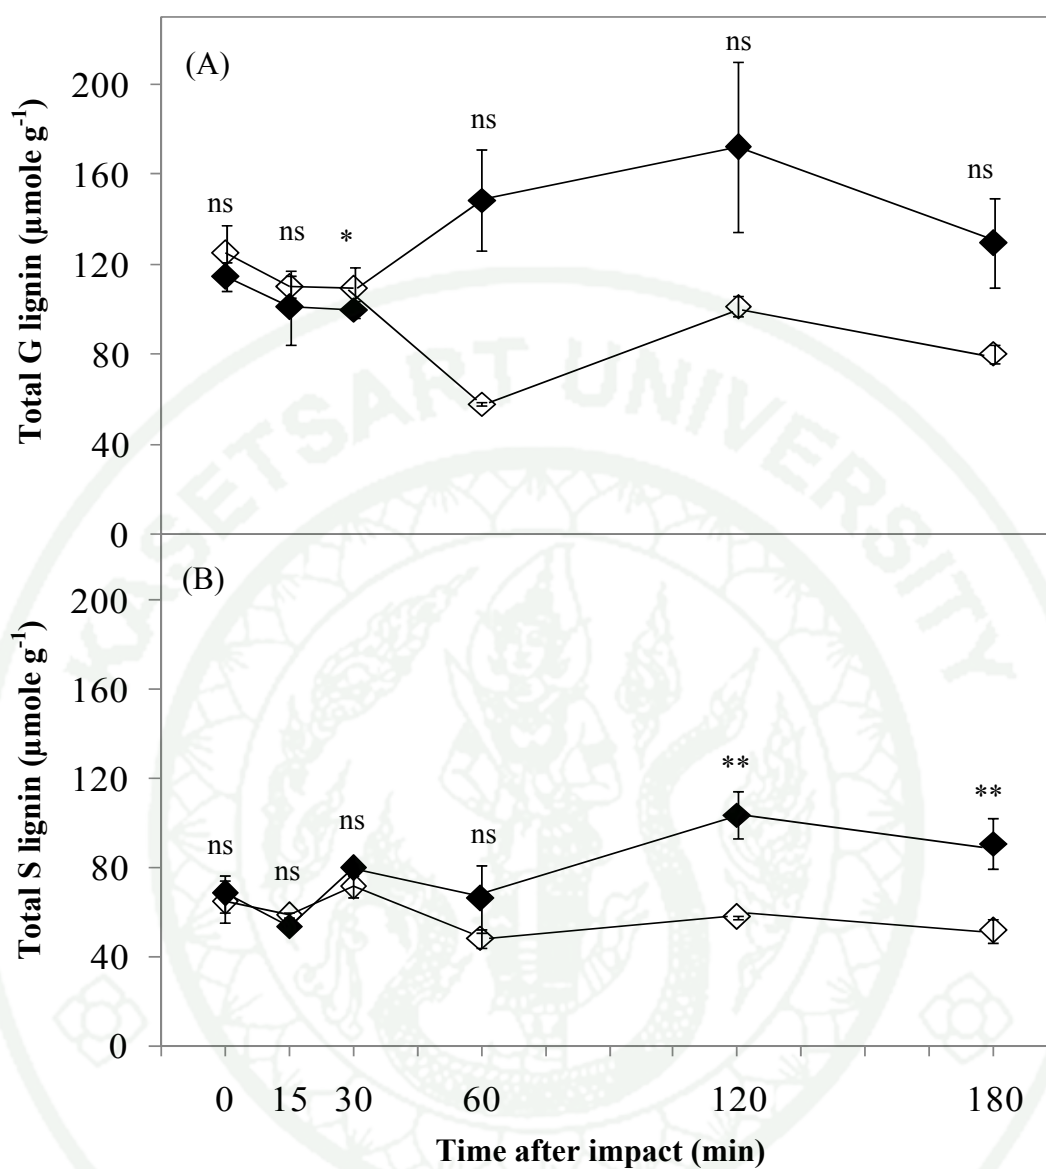 (A)
Total G lignin (µmole g⁻¹)
200
160
120
80
40
0
ns
ns
*
ns
ns
ns
(B)
Total S lignin (µmole g⁻¹)
200
160
120
80
40
0
ns
ns
ns
ns
**
**
0 15 30 60 120 180
Time after impact (min)
KASETSART UNIVERSITY